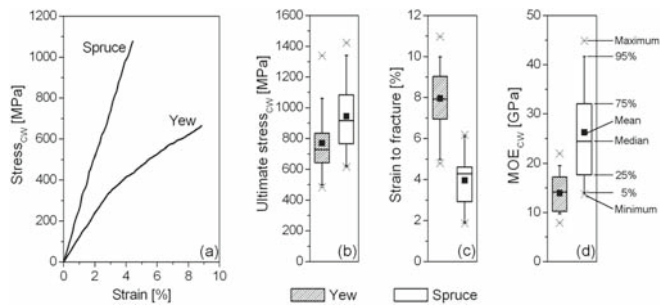 1200
1000
800
600
400
200
0
Stress_CW [MPa]
Spruce
Yew
(a)
0 2 4 6 8 10
Strain [%]
1600
1400
1200
1000
800
600
400
200
0
Ultimate stress_CW [MPa]
(b)
12
10
8
6
4
2
0
Strain to fracture [%]
(c)
50
40
30
20
10
0
MOE_CW [GPa]
(d)
Maximum
95%
75%
Mean
Median
25%
5%
Minimum
Yew
Spruce